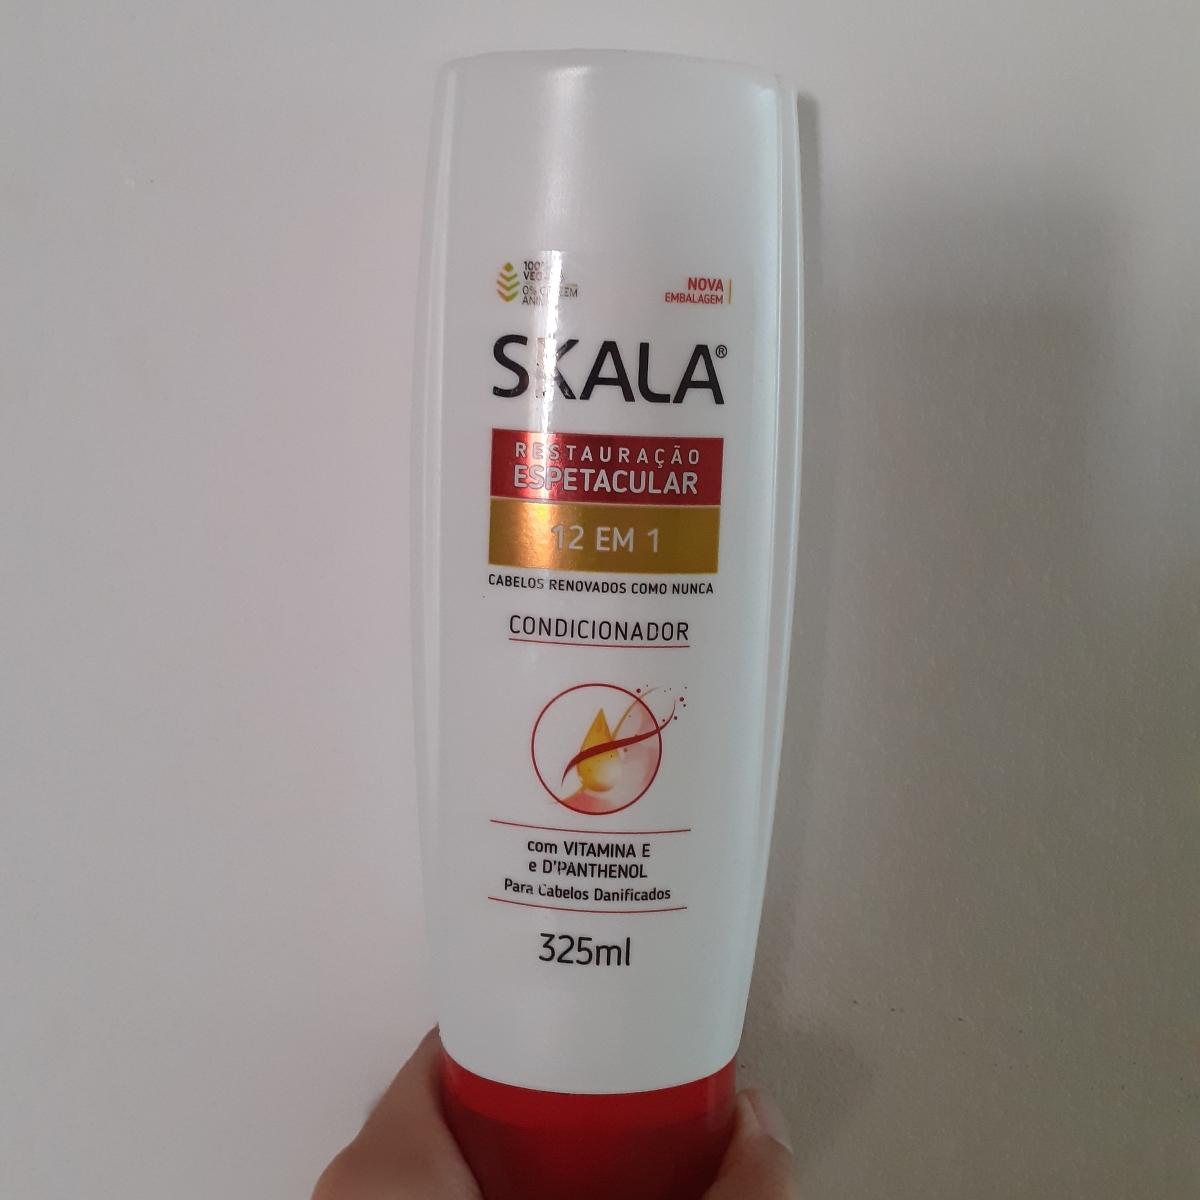 100%
NOVA
EMBALAGEM
SKALA®
RESTAURAÇÃO
ESPETACULAR
12 EM 1
CABELOS RENOVADOS COMO NUNCA
CONDICIONADOR
com VITAMINA E
e D'PANTHENOL
Para Cabelos Danificados
325ml